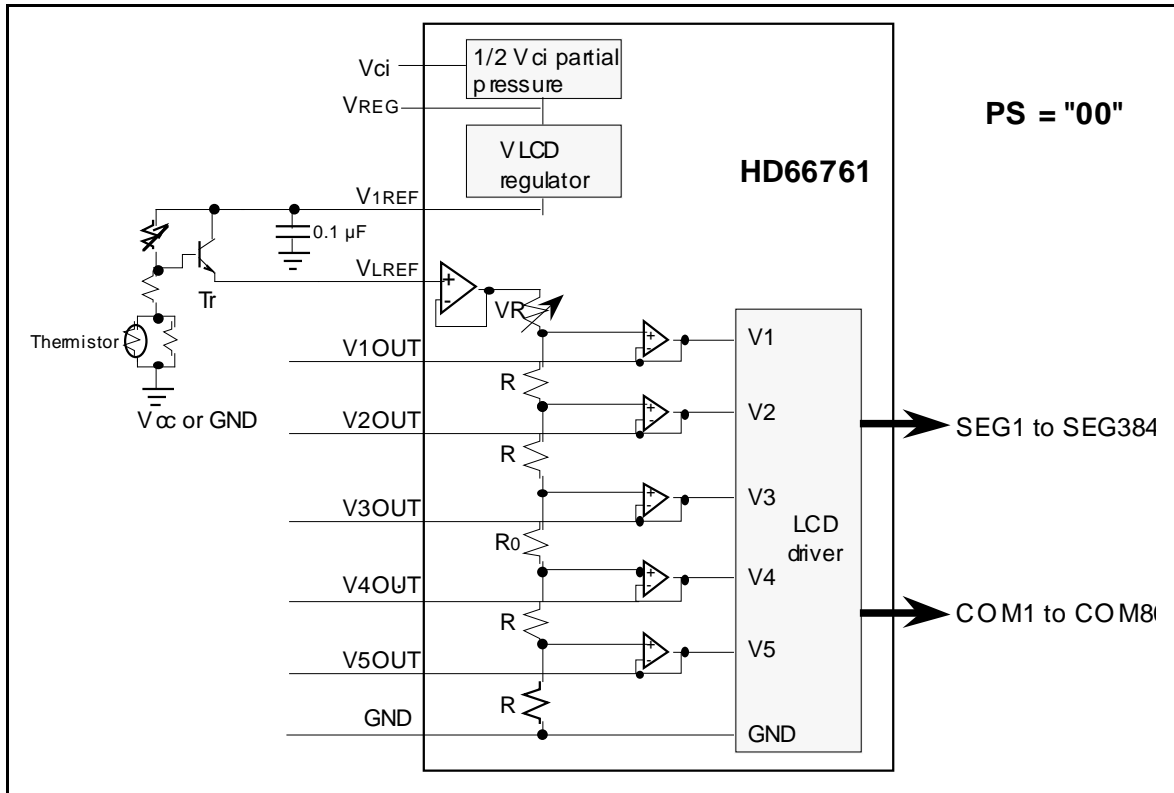 1/2 Vci partial
pressure
Vci
VREG
PS = "00"
VLCD
regulator
HD66761
V1REF
0.1 µF
VLREF
Tr
VR
Thermistor
V1OUT
V1
R
Vcc or GND
V2OUT
V2
SEG1 to SEG384
R
V3OUT
V3
LCD
driver
R0
V4OUT
V4
COM1 to COM80
R
V5OUT
V5
R
GND
GND